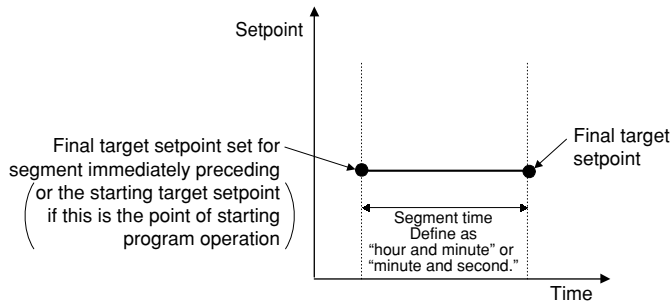 Setpoint
Final target setpoint set for
segment immediately preceding
(or the starting target setpoint
if this is the point of starting
program operation)
Final target
setpoint
Segment time
Define as
“hour and minute” or
“minute and second.”
Time